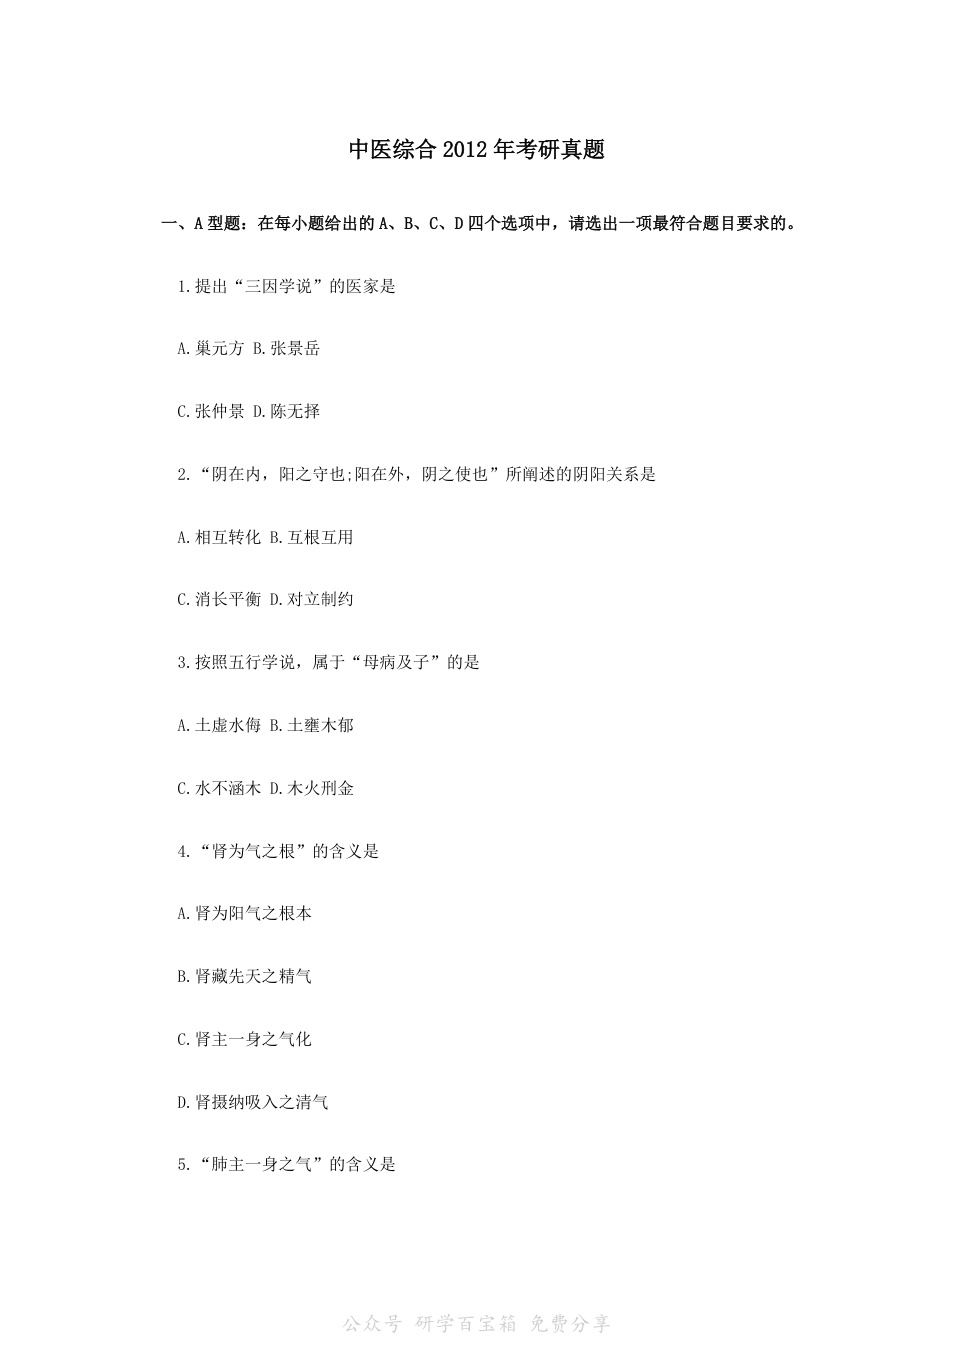 中医综合 2012 年考研真题
一、A 型题：在每小题给出的 A、B、C、D 四个选项中，请选出一项最符合题目要求的。
1.提出“三因学说”的医家是
A.巢元方 B.张景岳
C.张仲景 D.陈无择
2.“阴在内，阳之守也;阳在外，阴之使也”所阐述的阴阳关系是
A.相互转化 B.互根互用
C.消长平衡 D.对立制约
3.按照五行学说，属于“母病及子”的是
A.土虚水侮 B.土壅木郁
C.水不涵木 D.木火刑金
4.“肾为气之根”的含义是
A.肾为阳气之根本
B.肾藏先天之精气
C.肾主一身之气化
D.肾摄纳吸入之清气
5.“肺主一身之气”的含义是
公众号 研学百宝箱 免费分享